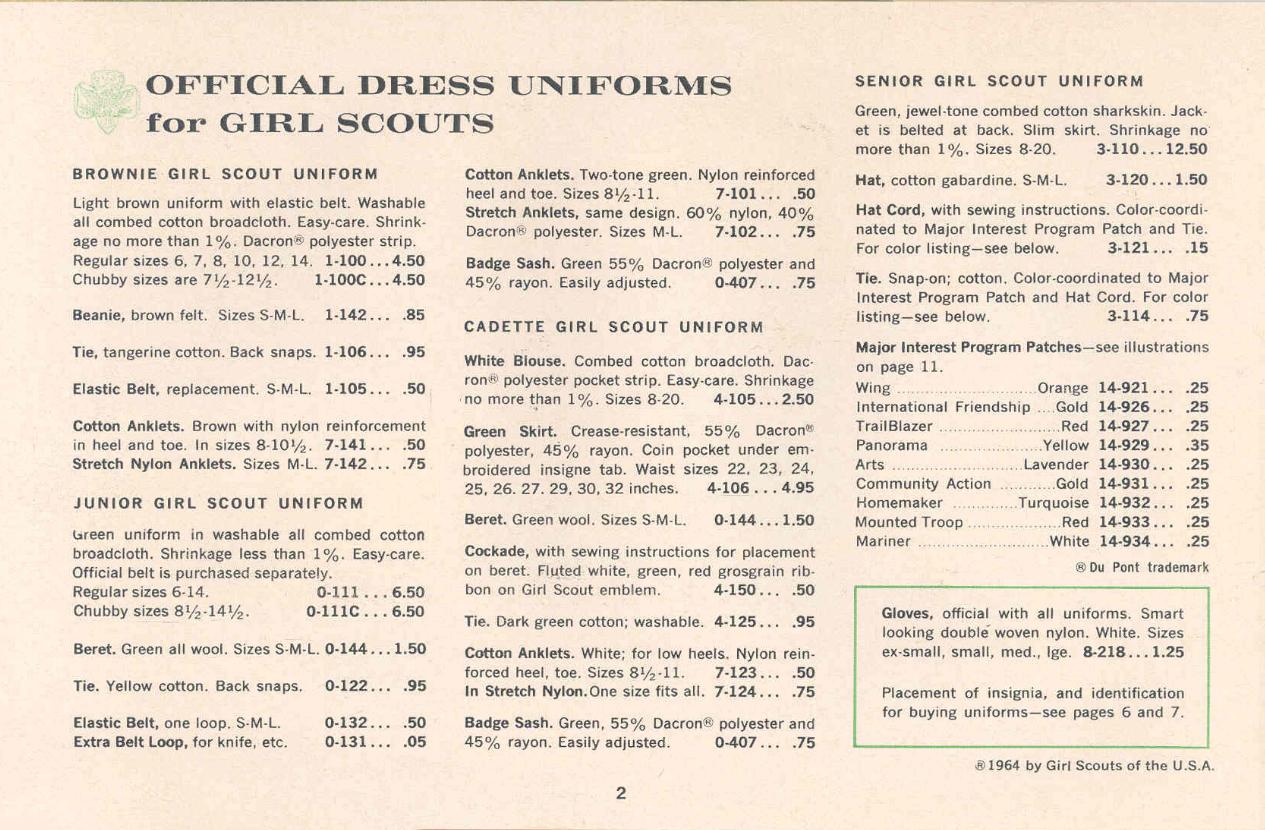 OFFICIAL DRESS UNIFORMS
for GIRL SCOUTS
BROWNIE GIRL SCOUT UNIFORM
Light brown uniform with elastic belt. Washable
all combed cotton broadcloth. Easy-care. Shrink-
age no more than 1%. Dacron® polyester strip.
Regular sizes 6, 7, 8, 10, 12, 14. 1-100...4.50
Chubby sizes are 7½-12½. 1-100C...4.50
Beanie, brown felt. Sizes S-M-L. 1-142... .85
Tie, tangerine cotton. Back snaps. 1-106... .95
Elastic Belt, replacement. S-M-L. 1-105... .50
Cotton Anklets. Brown with nylon reinforcement
in heel and toe. In sizes 8-10½. 7-141... .50
Stretch Nylon Anklets. Sizes M-L. 7-142... .75
JUNIOR GIRL SCOUT UNIFORM
Green uniform in washable all combed cotton
broadcloth. Shrinkage less than 1%. Easy-care.
Official belt is purchased separately.
Regular sizes 6-14. 0-111...6.50
Chubby sizes 8½-14½. 0-111C...6.50
Beret. Green all wool. Sizes S-M-L. 0-144...1.50
Tie. Yellow cotton. Back snaps. 0-122... .95
Elastic Belt, one loop. S-M-L. 0-132... .50
Extra Belt Loop, for knife, etc. 0-131... .05
Cotton Anklets. Two-tone green. Nylon reinforced
heel and toe. Sizes 8½-11. 7-101... .50
Stretch Anklets, same design. 60% nylon, 40%
Dacron® polyester. Sizes M-L. 7-102... .75
Badge Sash. Green 55% Dacron® polyester and
45% rayon. Easily adjusted. 0-407... .75
CADETTE GIRL SCOUT UNIFORM
White Blouse. Combed cotton broadcloth. Dac-
ron® polyester pocket strip. Easy-care. Shrinkage
no more than 1%. Sizes 8-20. 4-105...2.50
Green Skirt. Crease-resistant, 55% Dacron®
polyester, 45% rayon. Coin pocket under em-
broidered insigne tab. Waist sizes 22, 23, 24,
25, 26. 27. 29, 30, 32 inches. 4-106...4.95
Beret. Green wool. Sizes S-M-L. 0-144...1.50
Cockade, with sewing instructions for placement
on beret. Fluted white, green, red grosgrain rib-
bon on Girl Scout emblem. 4-150... .50
Tie. Dark green cotton; washable. 4-125... .95
Cotton Anklets. White; for low heels. Nylon rein-
forced heel, toe. Sizes 8½-11. 7-123... .50
In Stretch Nylon. One size fits all. 7-124... .75
Badge Sash. Green, 55% Dacron® polyester and
45% rayon. Easily adjusted. 0-407... .75
SENIOR GIRL SCOUT UNIFORM
Green, jewel-tone combed cotton sharkskin. Jack-
et is belted at back. Slim skirt. Shrinkage no
more than 1%. Sizes 8-20. 3-110...12.50
Hat, cotton gabardine. S-M-L. 3-120...1.50
Hat Cord, with sewing instructions. Color-coordi-
nated to Major Interest Program Patch and Tie.
For color listing—see below. 3-121... .15
Tie. Snap-on; cotton. Color-coordinated to Major
Interest Program Patch and Hat Cord. For color
listing—see below. 3-114... .75
Major Interest Program Patches—see illustrations
on page 11.
Wing ........................Orange 14-921... .25
International Friendship ....Gold 14-926... .25
TrailBlazer ........................Red 14-927... .25
Panorama ....................Yellow 14-929... .35
Arts ........................Lavender 14-930... .25
Community Action ..........Gold 14-931... .25
Homemaker ............Turquoise 14-932... .25
Mounted Troop ..................Red 14-933... .25
Mariner ........................White 14-934... .25
® Du Pont trademark
Gloves, official with all uniforms. Smart
looking double woven nylon. White. Sizes
ex-small, small, med., lge. 8-218...1.25
Placement of insignia, and identification
for buying uniforms—see pages 6 and 7.
®1964 by Girl Scouts of the U.S.A.
2